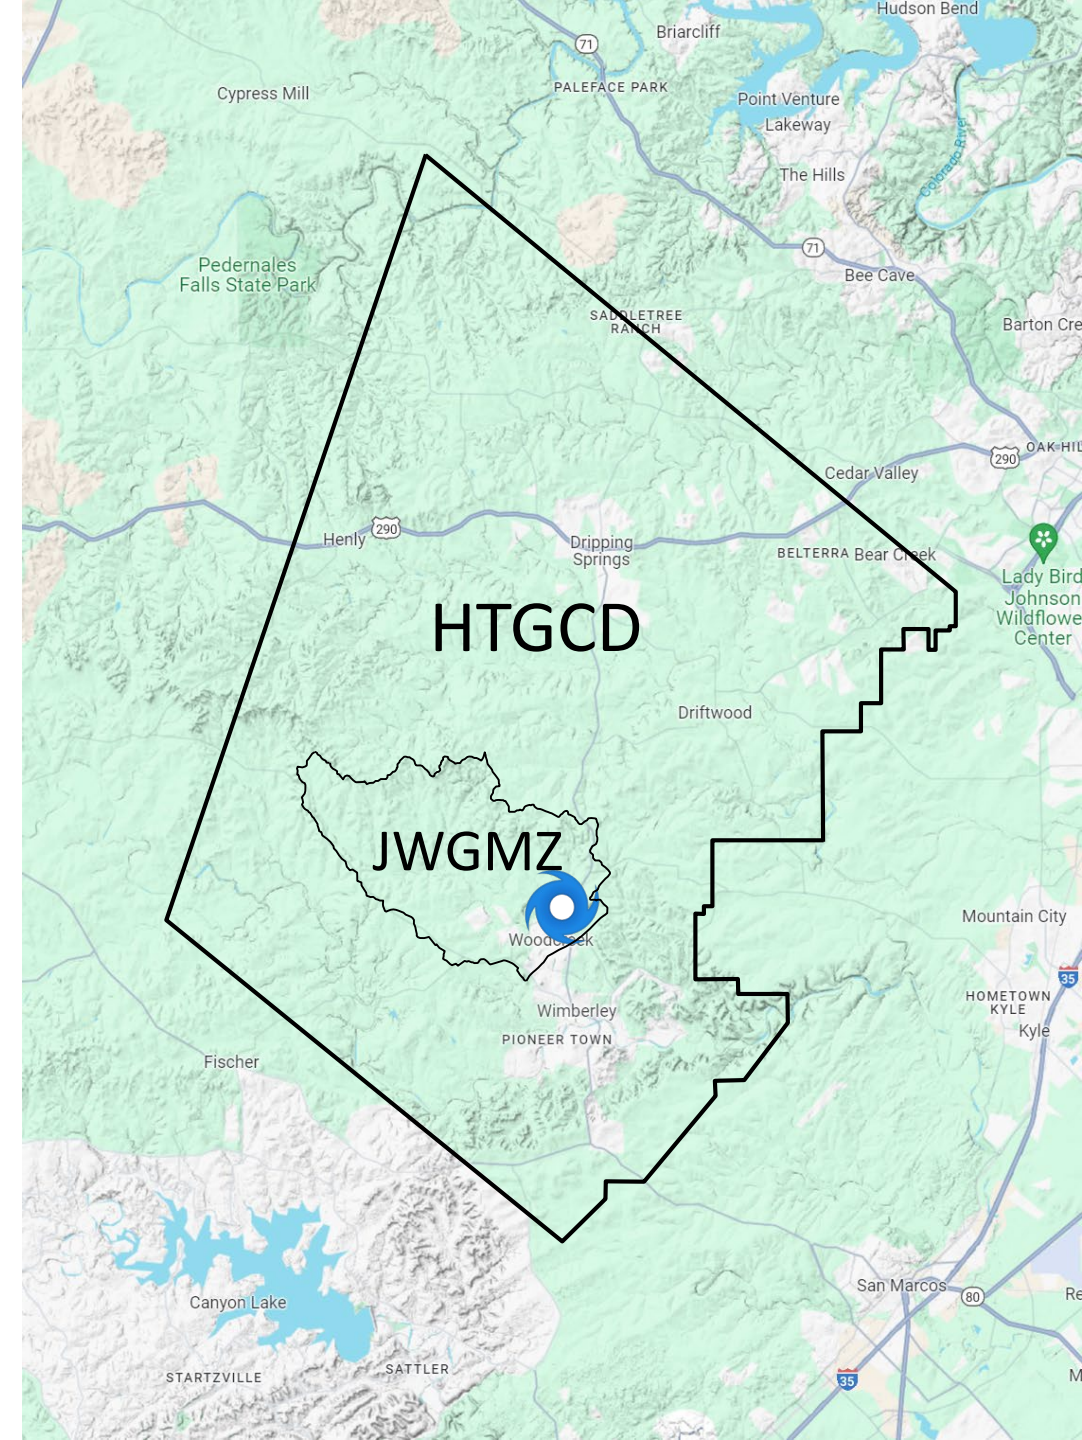 Hudson Bend
Briarcliff
71
PALEFACE PARK
Cypress Mill
Point Venture
Lakeway
Colorado River
The Hills
71
Bee Cave
Pedernales
Falls State Park
SADDLETREE
RANCH
Barton Cre
OAK HIL
290
Cedar Valley
290
Henly
Dripping
Springs
BELTERRA
Bear Creek
Lady Bird
Johnson
Wildflowe
Center
HTGCD
Driftwood
JWGMZ
Woodcreek
Mountain City
35
HOMETOWN
KYLE
Kyle
Wimberley
PIONEER TOWN
Fischer
San Marcos
80
Re
Canyon Lake
SATTLER
STARTZVILLE
35
M